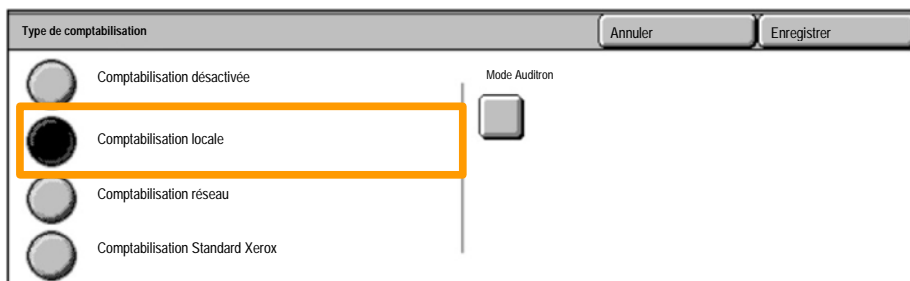 Type de comptabilisation
Annuler
Enregistrer
Comptabilisation désactivée
Mode Auditron
Comptabilisation locale
Comptabilisation réseau
Comptabilisation Standard Xerox